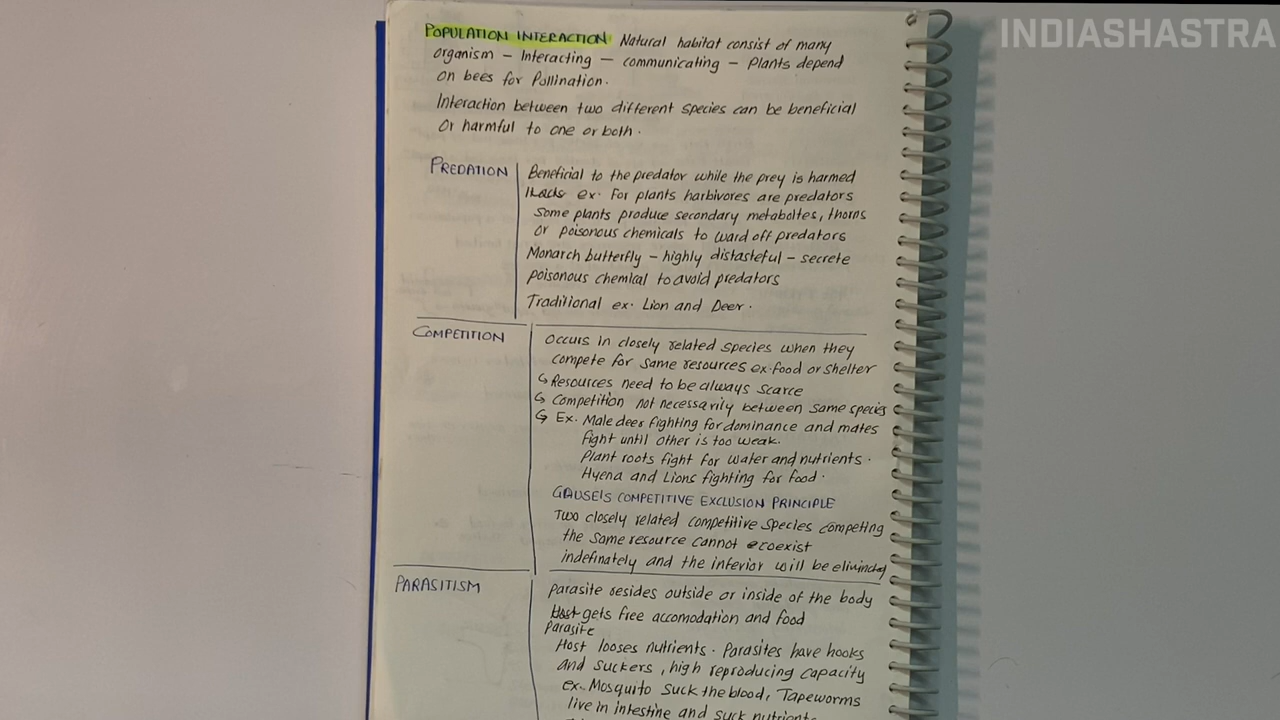 INDIASHASTRA
POPULATION INTERACTION Natural habitat consist of many
organism – Interacting – communicating – Plants depend
on bees for Pollination.
Interaction between two different species can be beneficial
or harmful to one or both.
PREDATION
Beneficial to the predator while the prey is harmed
ex. For plants harbivores are predators
Some plants produce secondary metabolites, thorns
or poisonous chemicals to ward off predators
Monarch butterfly – highly distasteful – secrete
poisonous chemical to avoid predators
Traditional ex. Lion and Deer.
COMPETITION
Occurs in closely related species when they
compete for same resources ex. food or shelter
↳ Resources need to be always scarce
↳ Competition not necessarily between same species
↳ Ex. Male deer fighting for dominance and mates
fight until other is too weak.
Plant roots fight for water and nutrients.
Hyena and Lions fighting for food.
GAUSE'S COMPETITIVE EXCLUSION PRINCIPLE
Two closely related competitive species competing
the same resource cannot coexist
indefinately and the inferior will be
PARASITISM
Parasite resides outside or inside of the body
gets free accomodation and food
Parasite
Host looses nutrients. Parasites have hooks
and suckers, high reproducing capacity
ex. Mosquito suck the blood, Tapeworms
live in intestine and suck nutrients